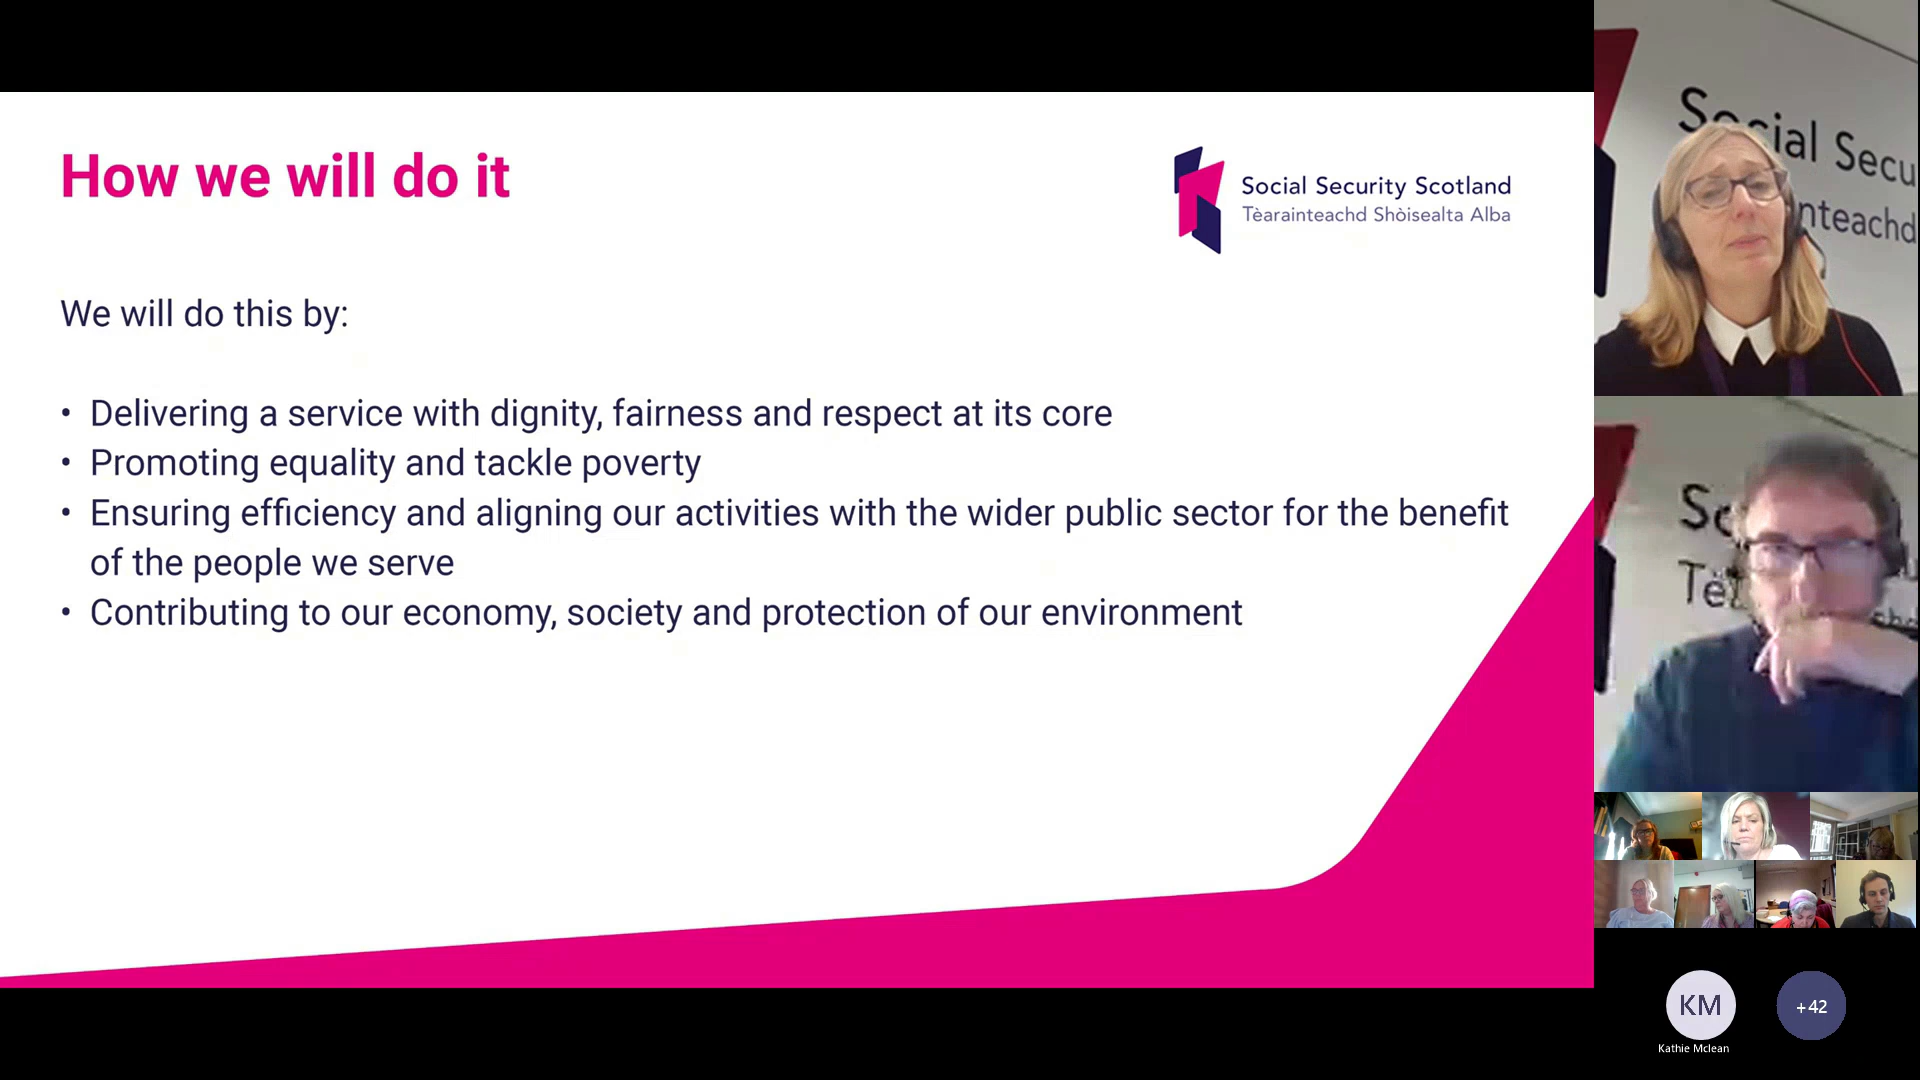 How we will do it
Social Security Scotland
Tèarainteachd Shòisealta Alba
We will do this by:
• Delivering a service with dignity, fairness and respect at its core
• Promoting equality and tackle poverty
• Ensuring efficiency and aligning our activities with the wider public sector for the benefit
of the people we serve
• Contributing to our economy, society and protection of our environment
Social Secu
nteachd
KM
+42
Kathie Mclean